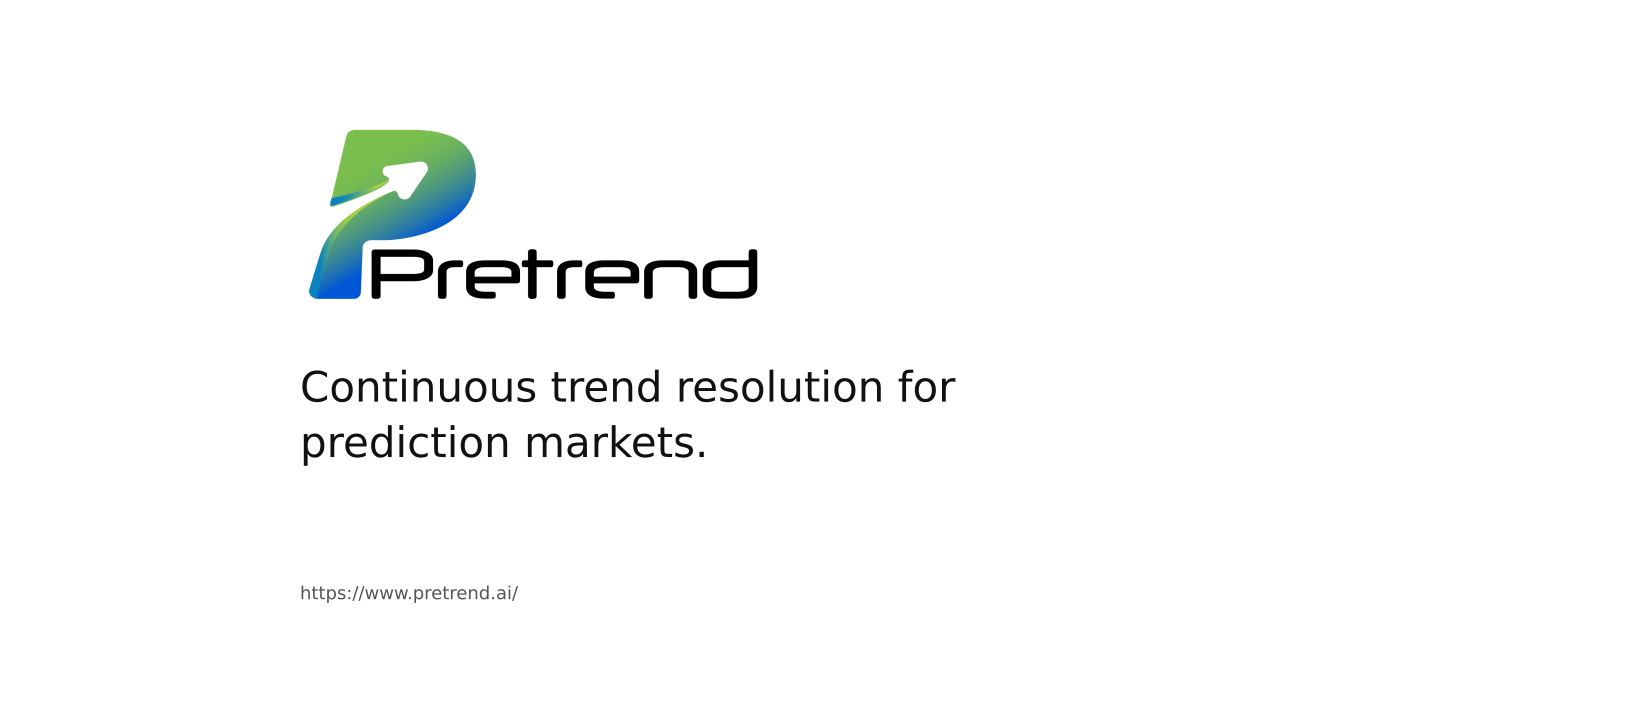 Pretrend
Continuous trend resolution for
prediction markets.
https://www.pretrend.ai/